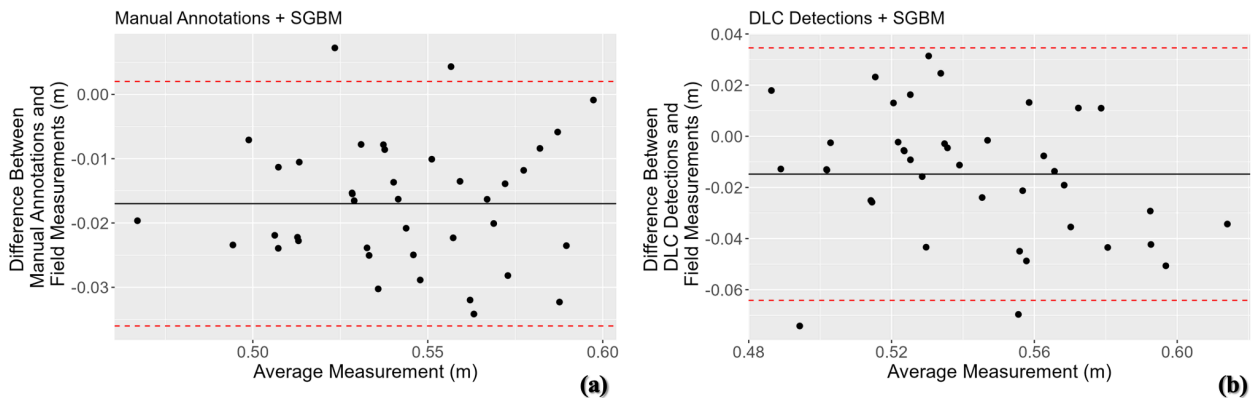 Manual Annotations + SGBM
Difference Between
Manual Annotations and
Field Measurements (m)
0.00
-0.01
-0.02
-0.03
0.50
0.55
0.60
Average Measurement (m)
(a)
DLC Detections + SGBM
Difference Between
DLC Detections and
Field Measurements (m)
0.04
0.02
0.00
-0.02
-0.04
-0.06
0.48
0.52
0.56
0.60
Average Measurement (m)
(b)